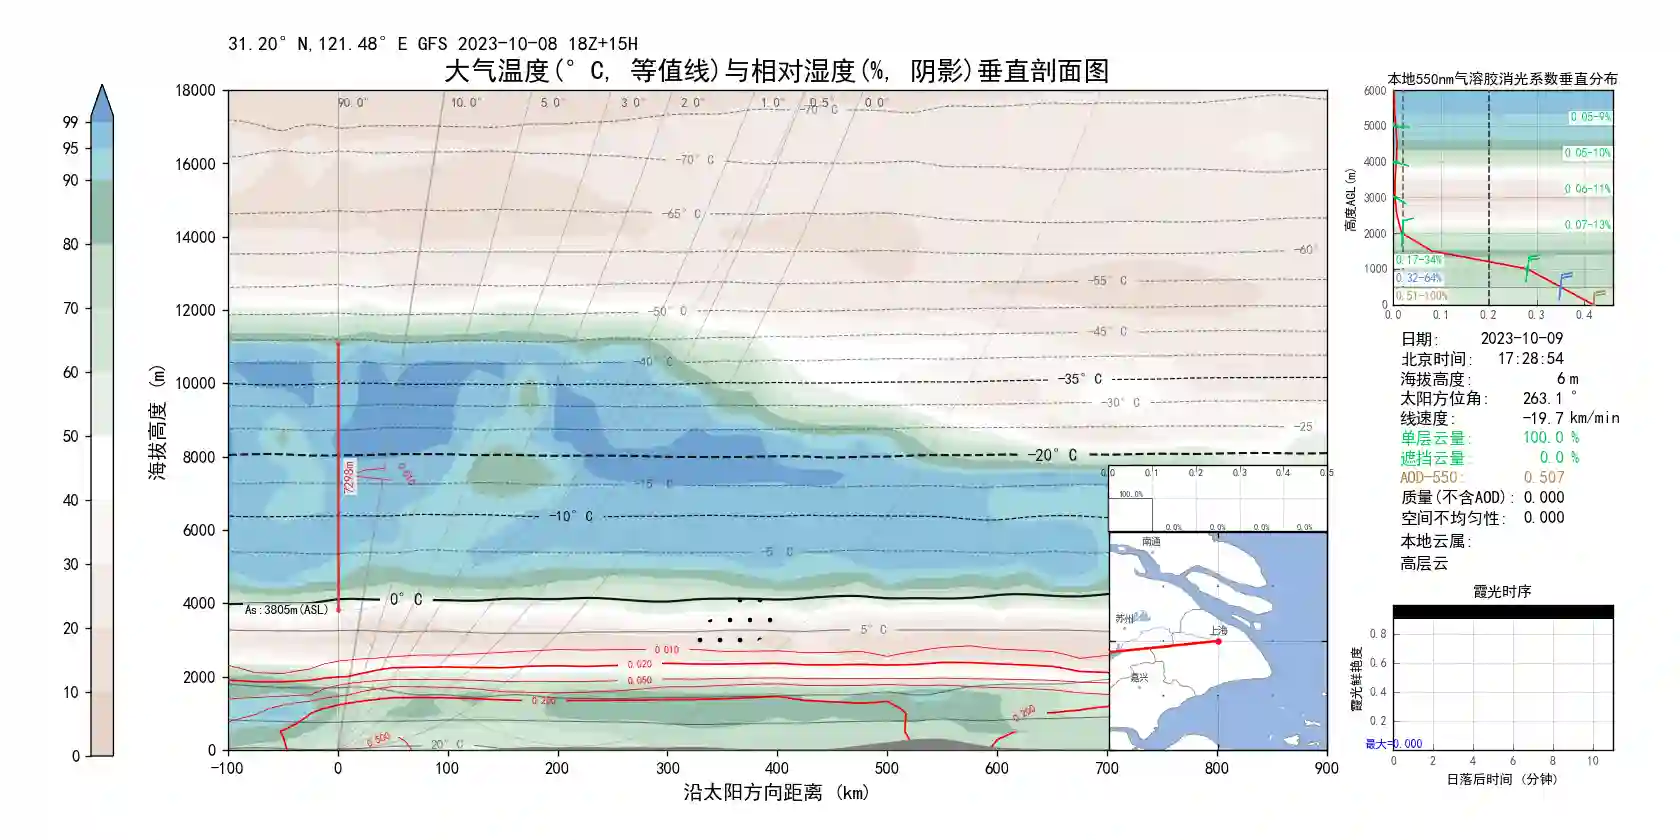 31.20° N,121.48° E GFS 2023-10-08 18Z+15H
大气温度(° C, 等值线)与相对湿度(%, 阴影)垂直剖面图
99
95
90
80
70
60
50
40
30
20
10
0
海拔高度 (m)
18000
16000
14000
12000
10000
8000
6000
4000
2000
0
90.0°
10.0°
5.0°
3.0°
2.0°
1.0°
0.5°
0.0°
-70° C
-70° C
-65° C
-60°
-55° C
-50° C
-45° C
-40° C
-35° C
-30° C
-25
-20° C
-15 C
-10° C
-5 C
0° C
5° C
20° C
7298m
0.010
As:3805m(ASL)
0.010
0.020
0.050
0.200
0.200
0.500
-100
0
100
200
300
400
500
600
700
800
900
沿太阳方向距离 (km)
0.0
0.1
0.2
0.3
0.4
0.5
100.0%
0.0%
0.0%
0.0%
0.0%
南通
苏州
上海
嘉兴
本地550nm气溶胶消光系数垂直分布
高度AGL(m)
6000
5000
4000
3000
2000
1000
0
0.05-9%
0.05-10%
0.06-11%
0.07-13%
0.17-34%
0.32-64%
0.51-100%
0.0
0.1
0.2
0.3
0.4
日期: 2023-10-09
北京时间: 17:28:54
海拔高度: 6 m
太阳方位角: 263.1 °
线速度: -19.7 km/min
单层云量: 100.0 %
遮挡云量: 0.0 %
AOD-550: 0.507
质量(不含AOD): 0.000
空间不均匀性: 0.000
本地云属:
高层云
霞光时序
霞光鲜艳度
0.8
0.6
0.4
0.2
最大=0.000
0
2
4
6
8
10
日落后时间 (分钟)